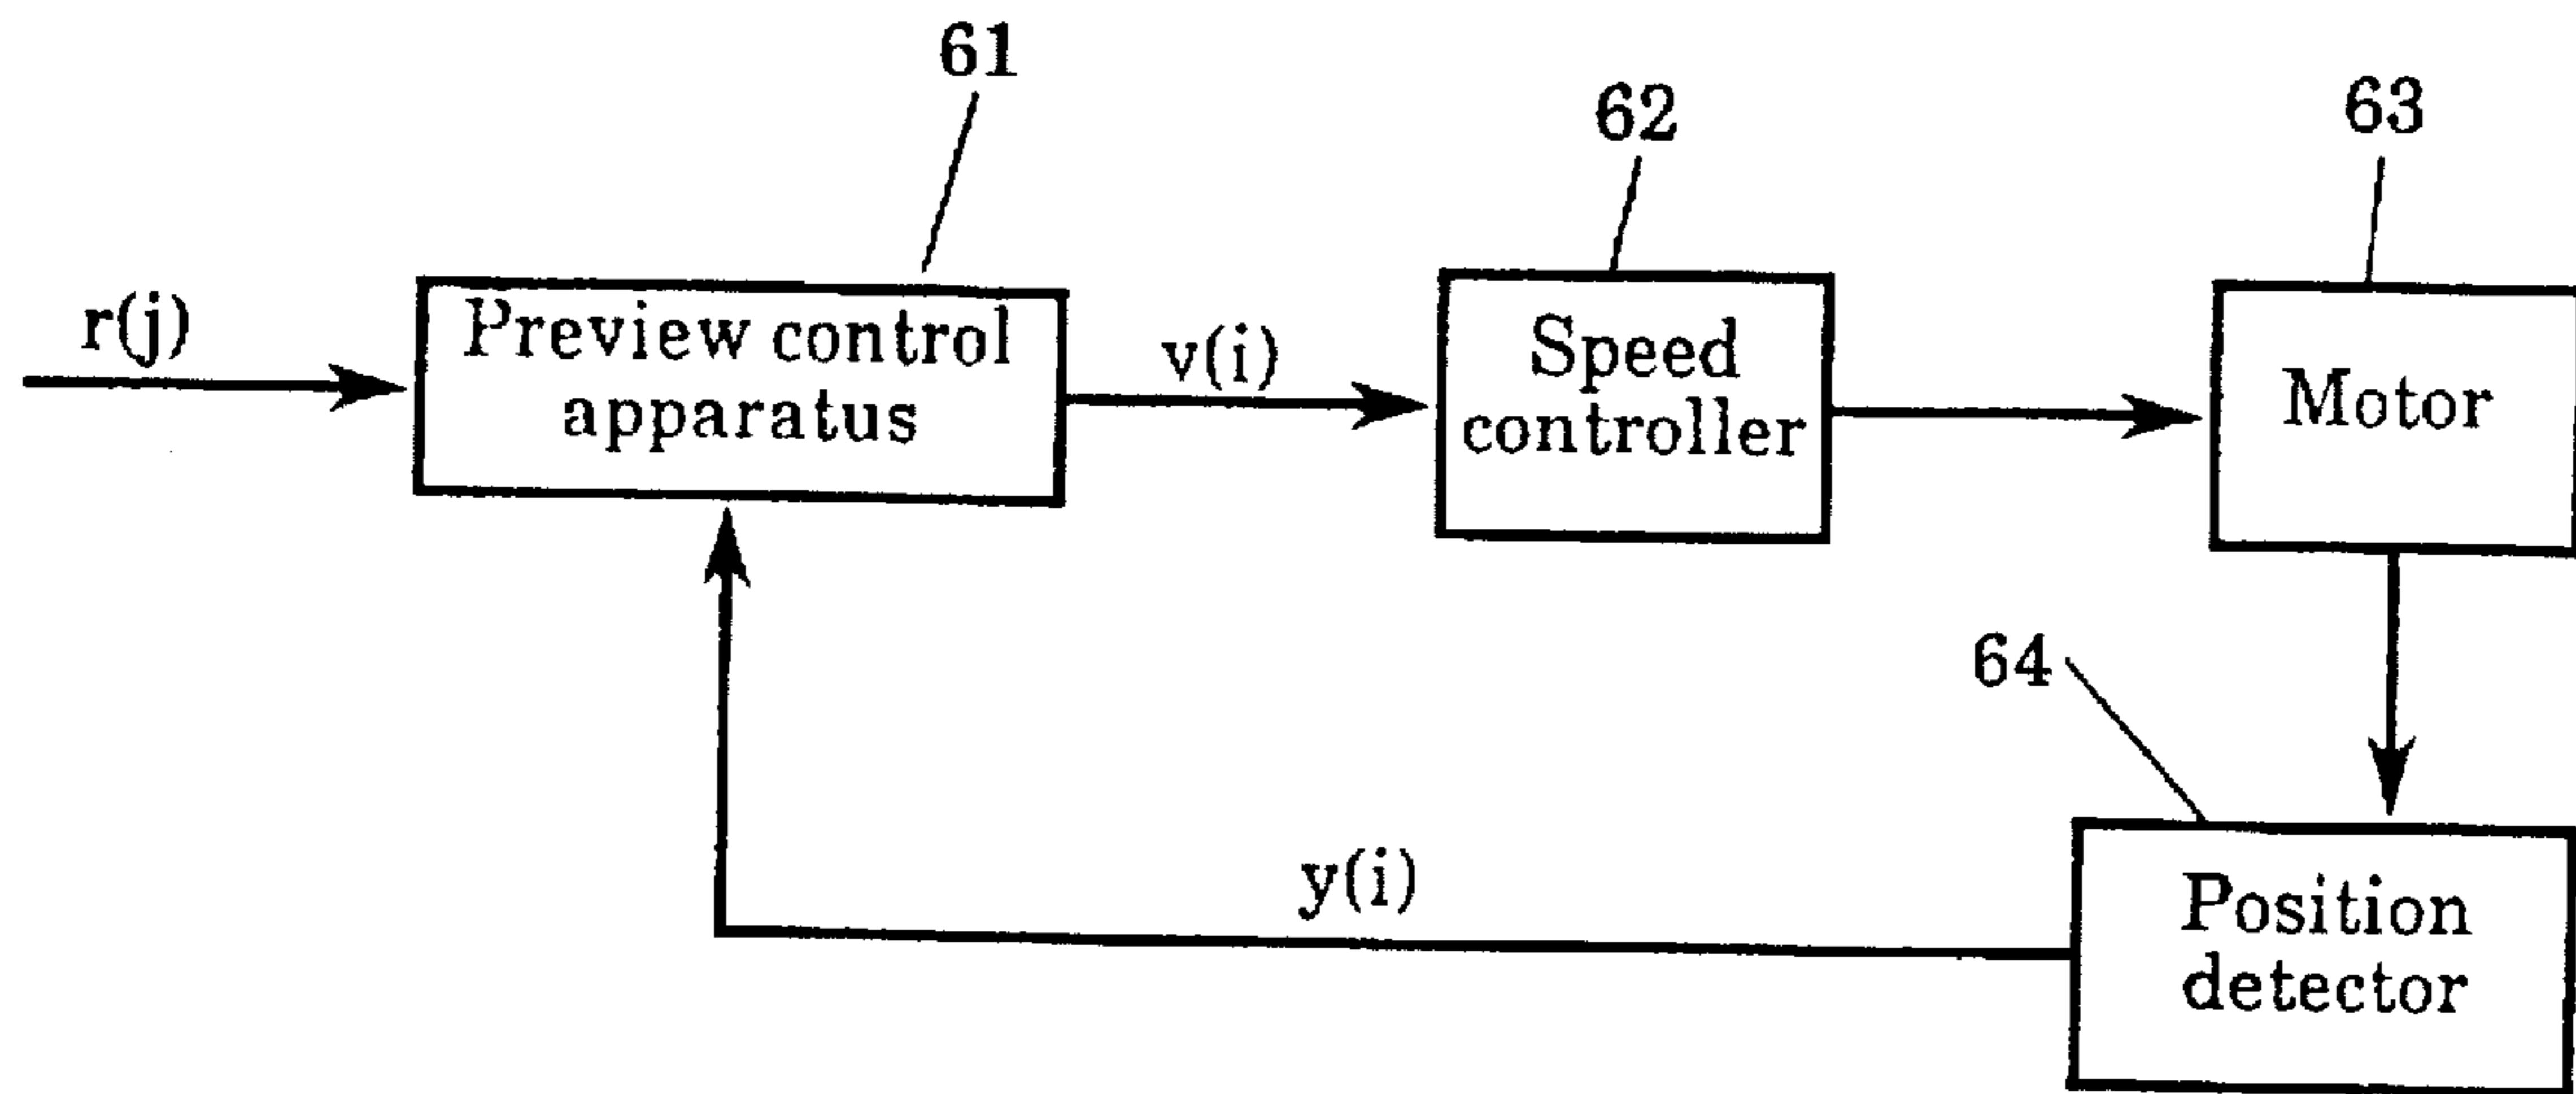 61
62
63
r(j)
Preview control
apparatus
v(i)
Speed
controller
Motor
64
y(i)
Position
detector